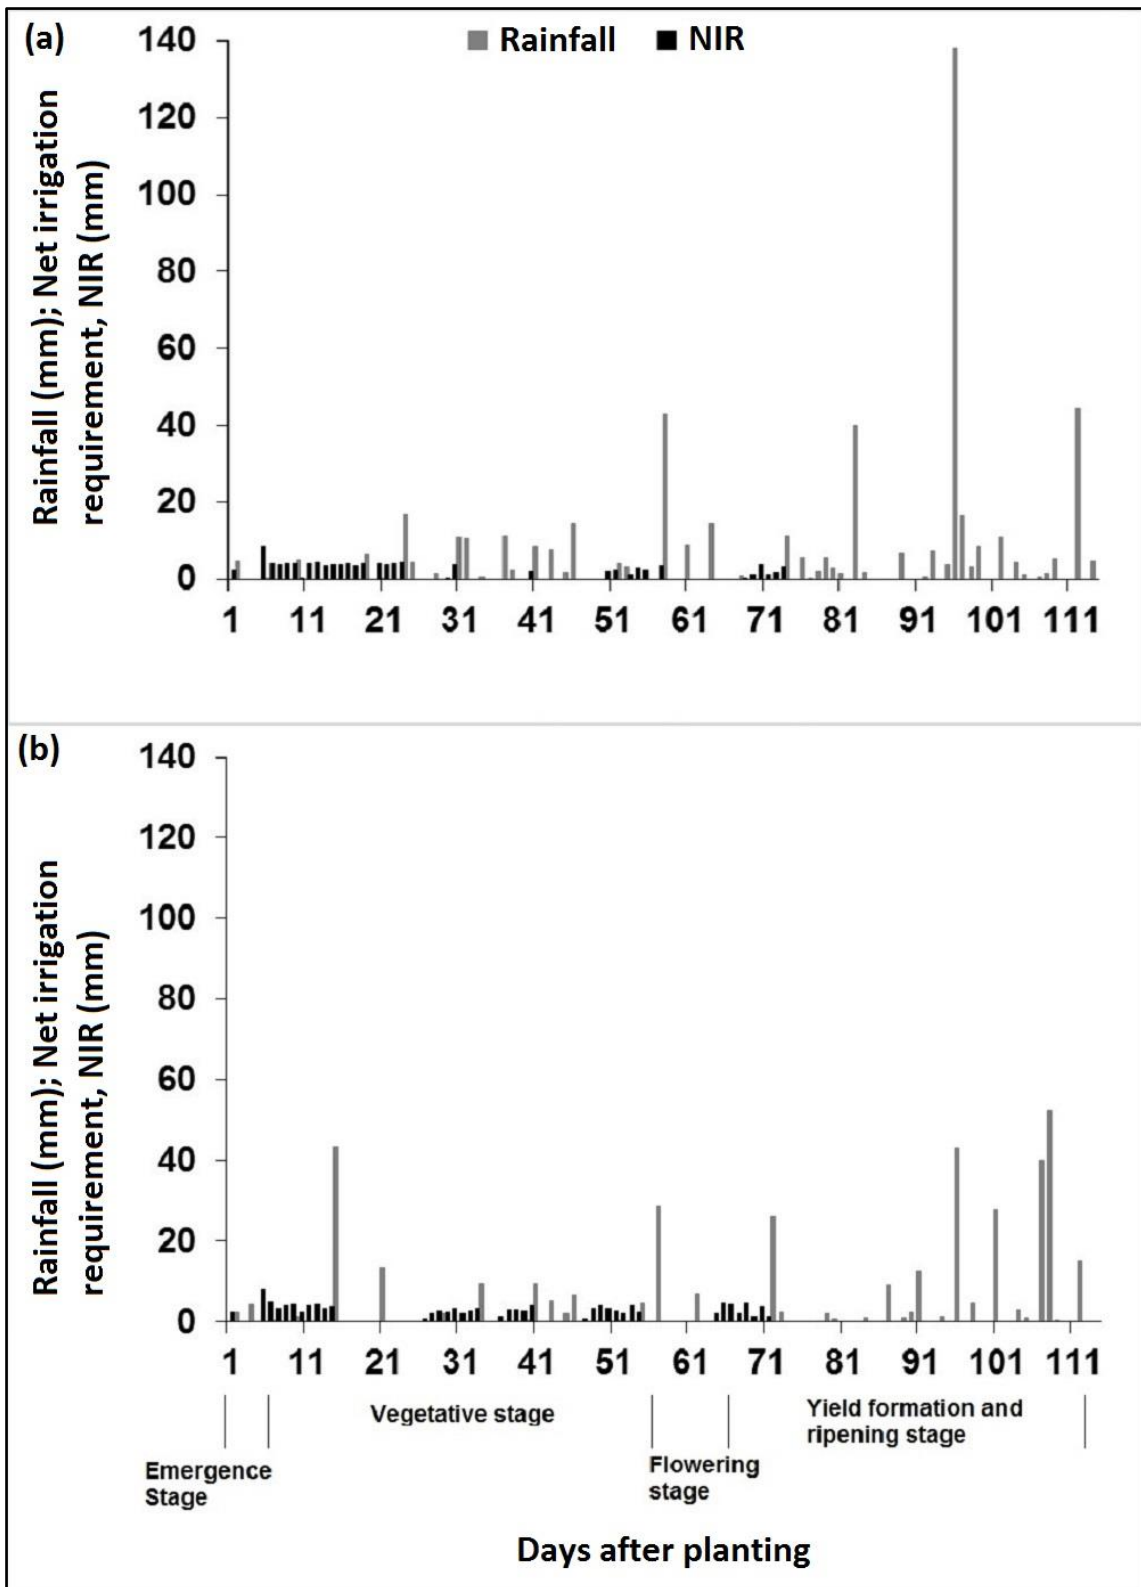 (a)
Rainfall NIR
Rainfall (mm); Net irrigation
requirement, NIR (mm)
140
120
100
80
60
40
20
0
1 11 21 31 41 51 61 71 81 91 101 111
(b)
Rainfall (mm); Net irrigation
requirement, NIR (mm)
140
120
100
80
60
40
20
0
1 11 21 31 41 51 61 71 81 91 101 111
Emergence
Stage
Vegetative stage
Flowering
stage
Yield formation and
ripening stage
Days after planting